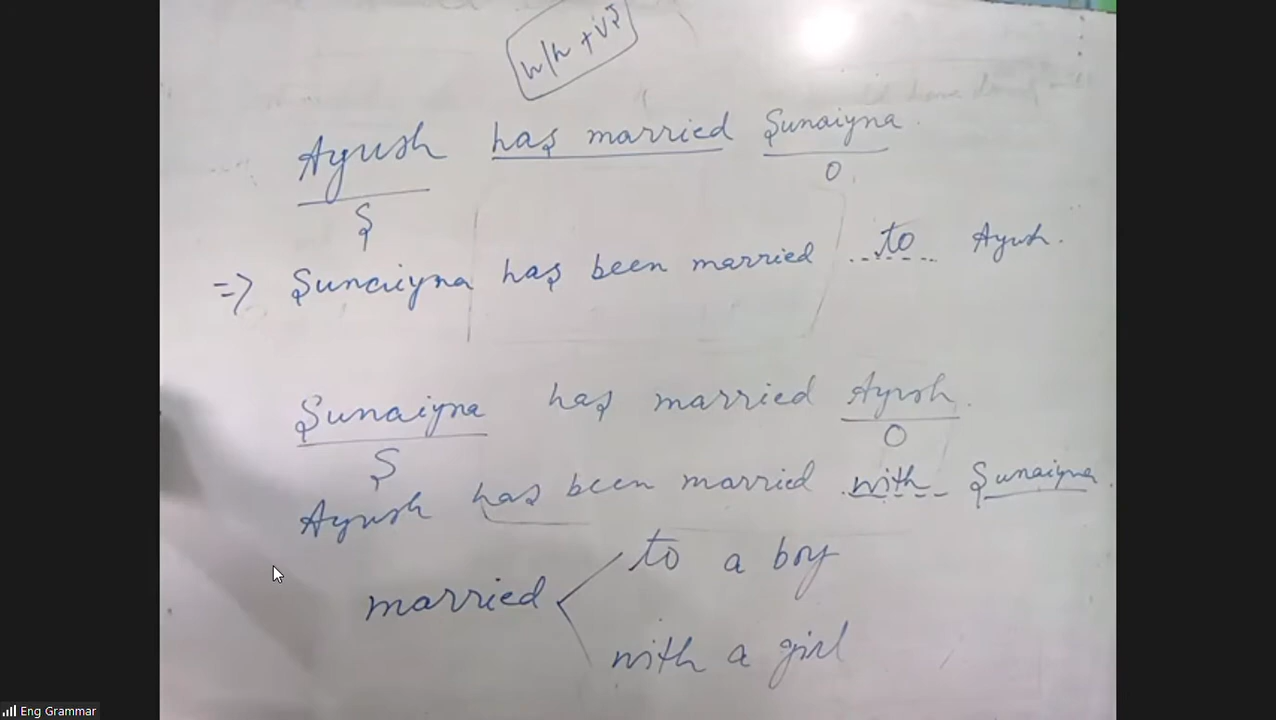 h/h + v3
Ayush has married Sunaiyna.
S O
=> Sunaiyna has been married to Ayush.
Sunaiyna has married Ayush.
S O
Ayush has been married with Sunaiyna.
married
to a boy
with a girl
Eng Grammar